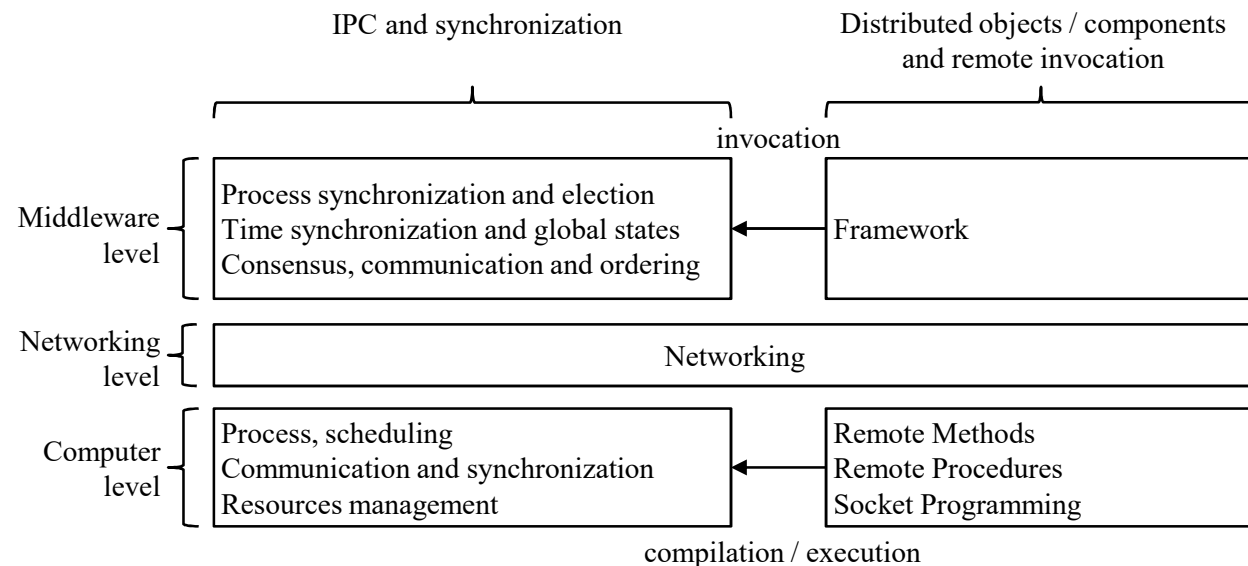 IPC and synchronization
Distributed objects / components
and remote invocation
invocation
Middleware
level
Process synchronization and election
Time synchronization and global states
Consensus, communication and ordering
Framework
Networking
level
Networking
Computer
level
Process, scheduling
Communication and synchronization
Resources management
Remote Methods
Remote Procedures
Socket Programming
compilation / execution